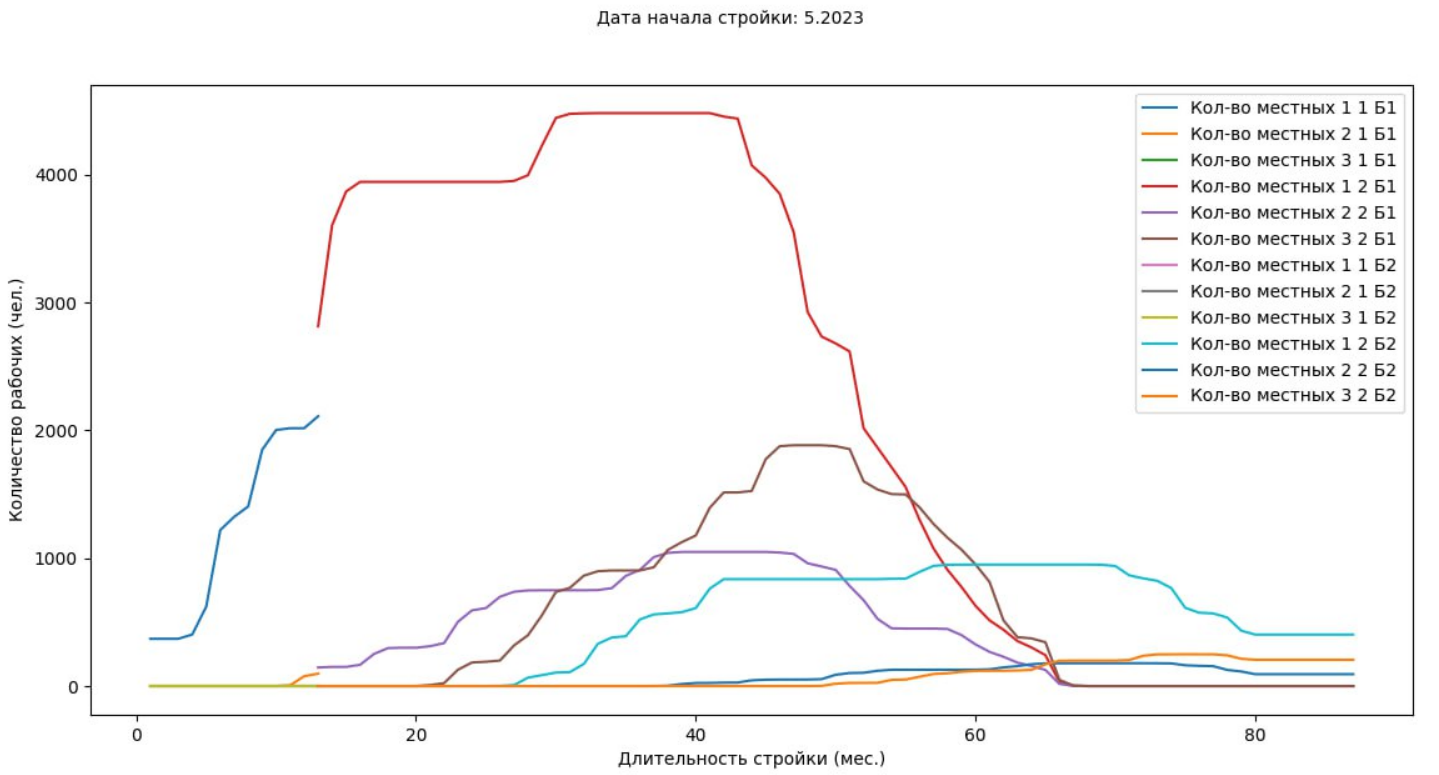 Дата начала стройки: 5.2023
Количество рабочих (чел.)
4000
3000
2000
1000
0
0
20
40
60
80
Длительность стройки (мес.)
Кол-во местных 1 1 Б1
Кол-во местных 2 1 Б1
Кол-во местных 3 1 Б1
Кол-во местных 1 2 Б1
Кол-во местных 2 2 Б1
Кол-во местных 3 2 Б1
Кол-во местных 1 1 Б2
Кол-во местных 2 1 Б2
Кол-во местных 3 1 Б2
Кол-во местных 1 2 Б2
Кол-во местных 2 2 Б2
Кол-во местных 3 2 Б2